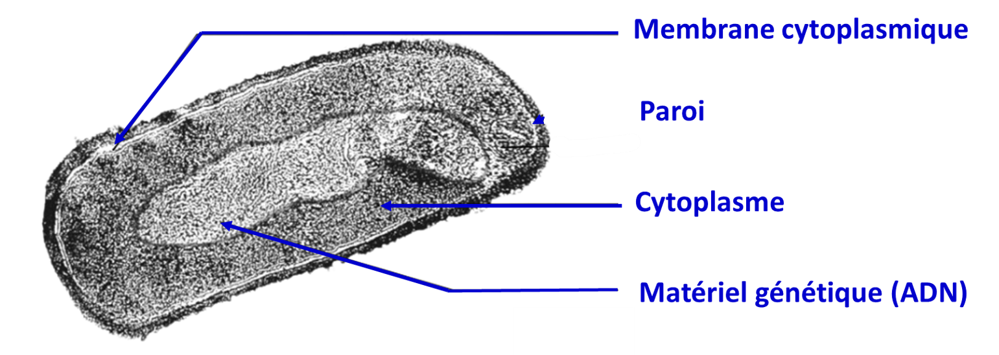 Membrane cytoplasmique
Paroi
Cytoplasme
Matériel génétique (ADN)